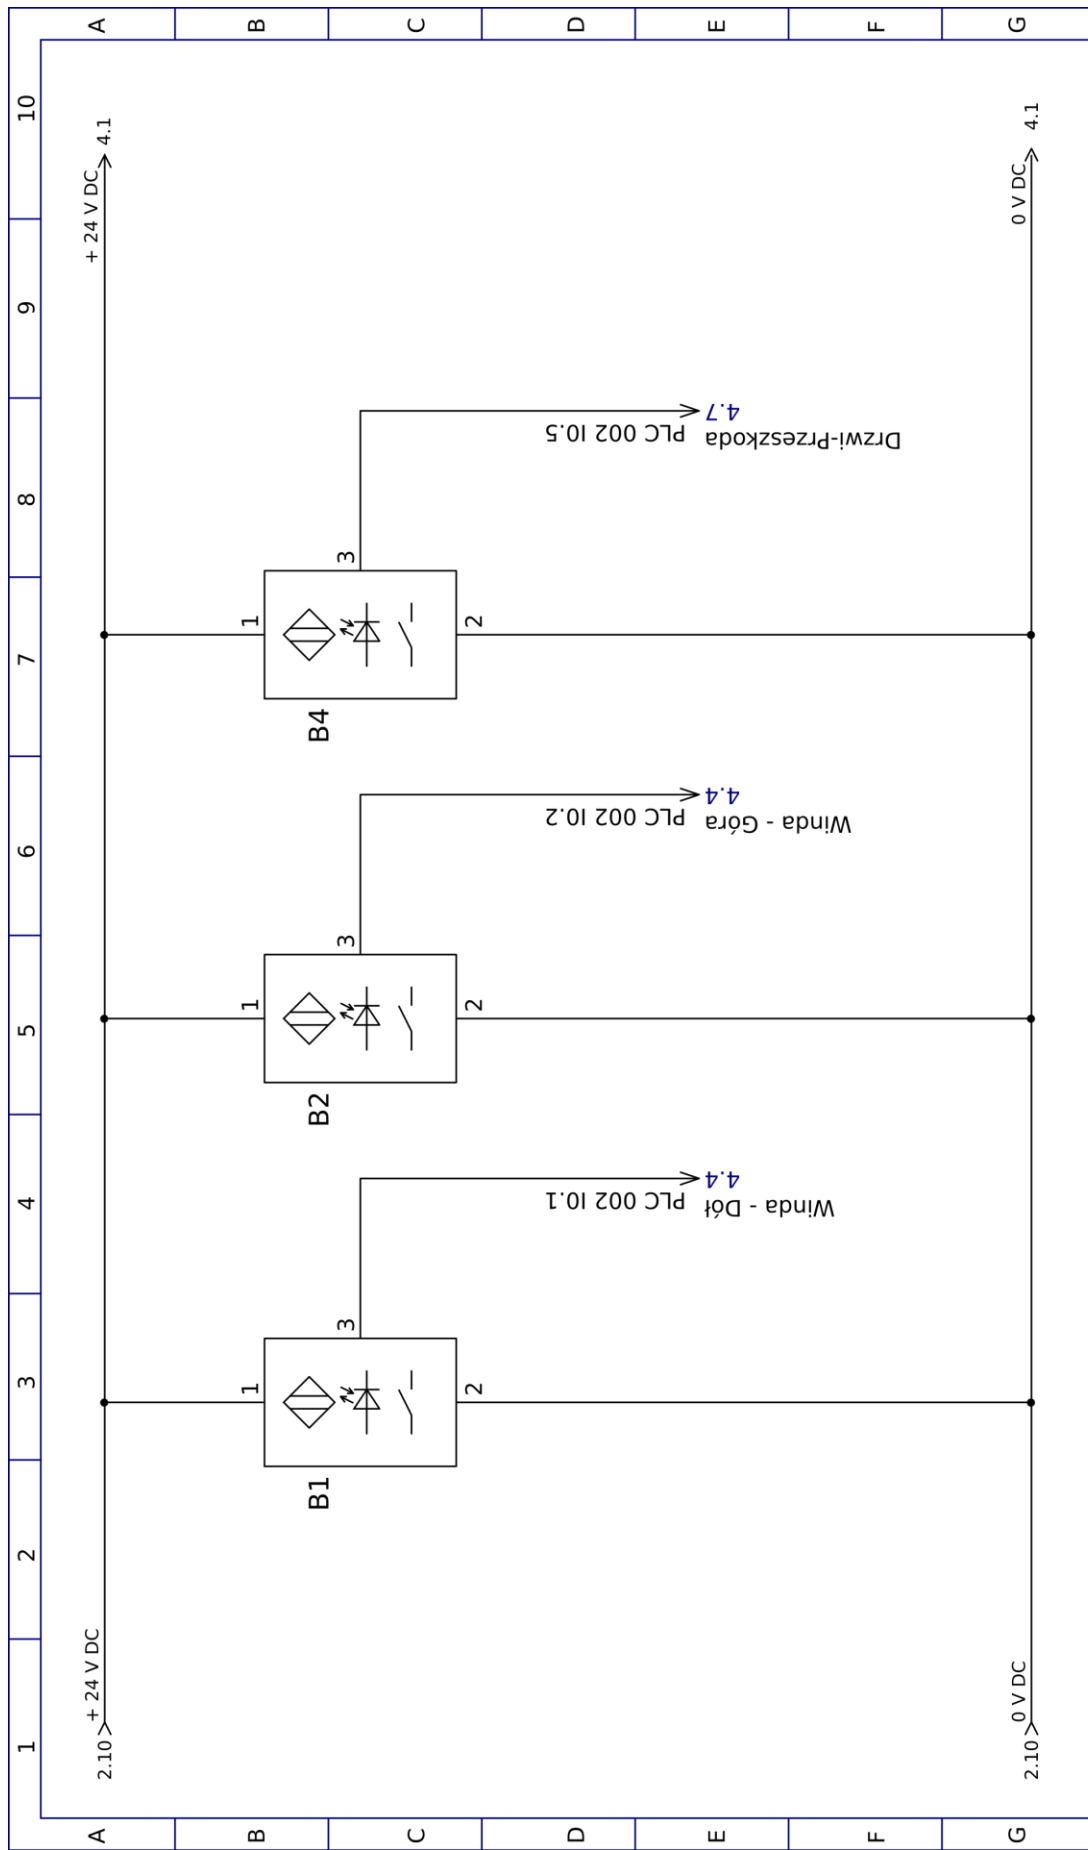 1
2
3
4
5
6
7
8
9
10
A
A
B
B
C
C
D
D
E
E
F
F
G
G
2.10
+ 24 V DC
+ 24 V DC
4.1
B1
1
3
2
PLC 002 I0.1
4.4
Winda - Dół
B2
1
3
2
PLC 002 I0.2
4.4
Winda - Góra
B4
1
3
2
PLC 002 I0.5
4.7
Drzwi-Przeszkoda
2.10
0 V DC
0 V DC
4.1